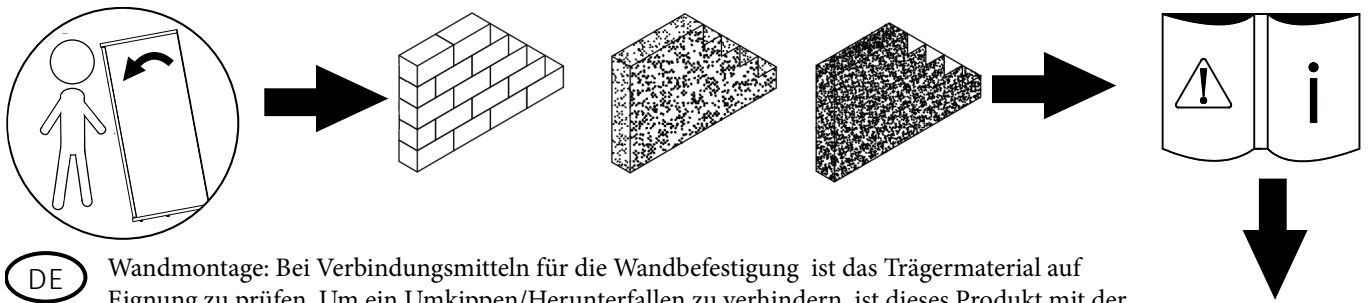 DE
Wandmontage: Bei Verbindungsmitteln für die Wandbefestigung ist das Trägermaterial auf
Eignung zu prüfen. Um ein Umkippen/Herunterfallen zu verhindern, ist dieses Produkt mit der